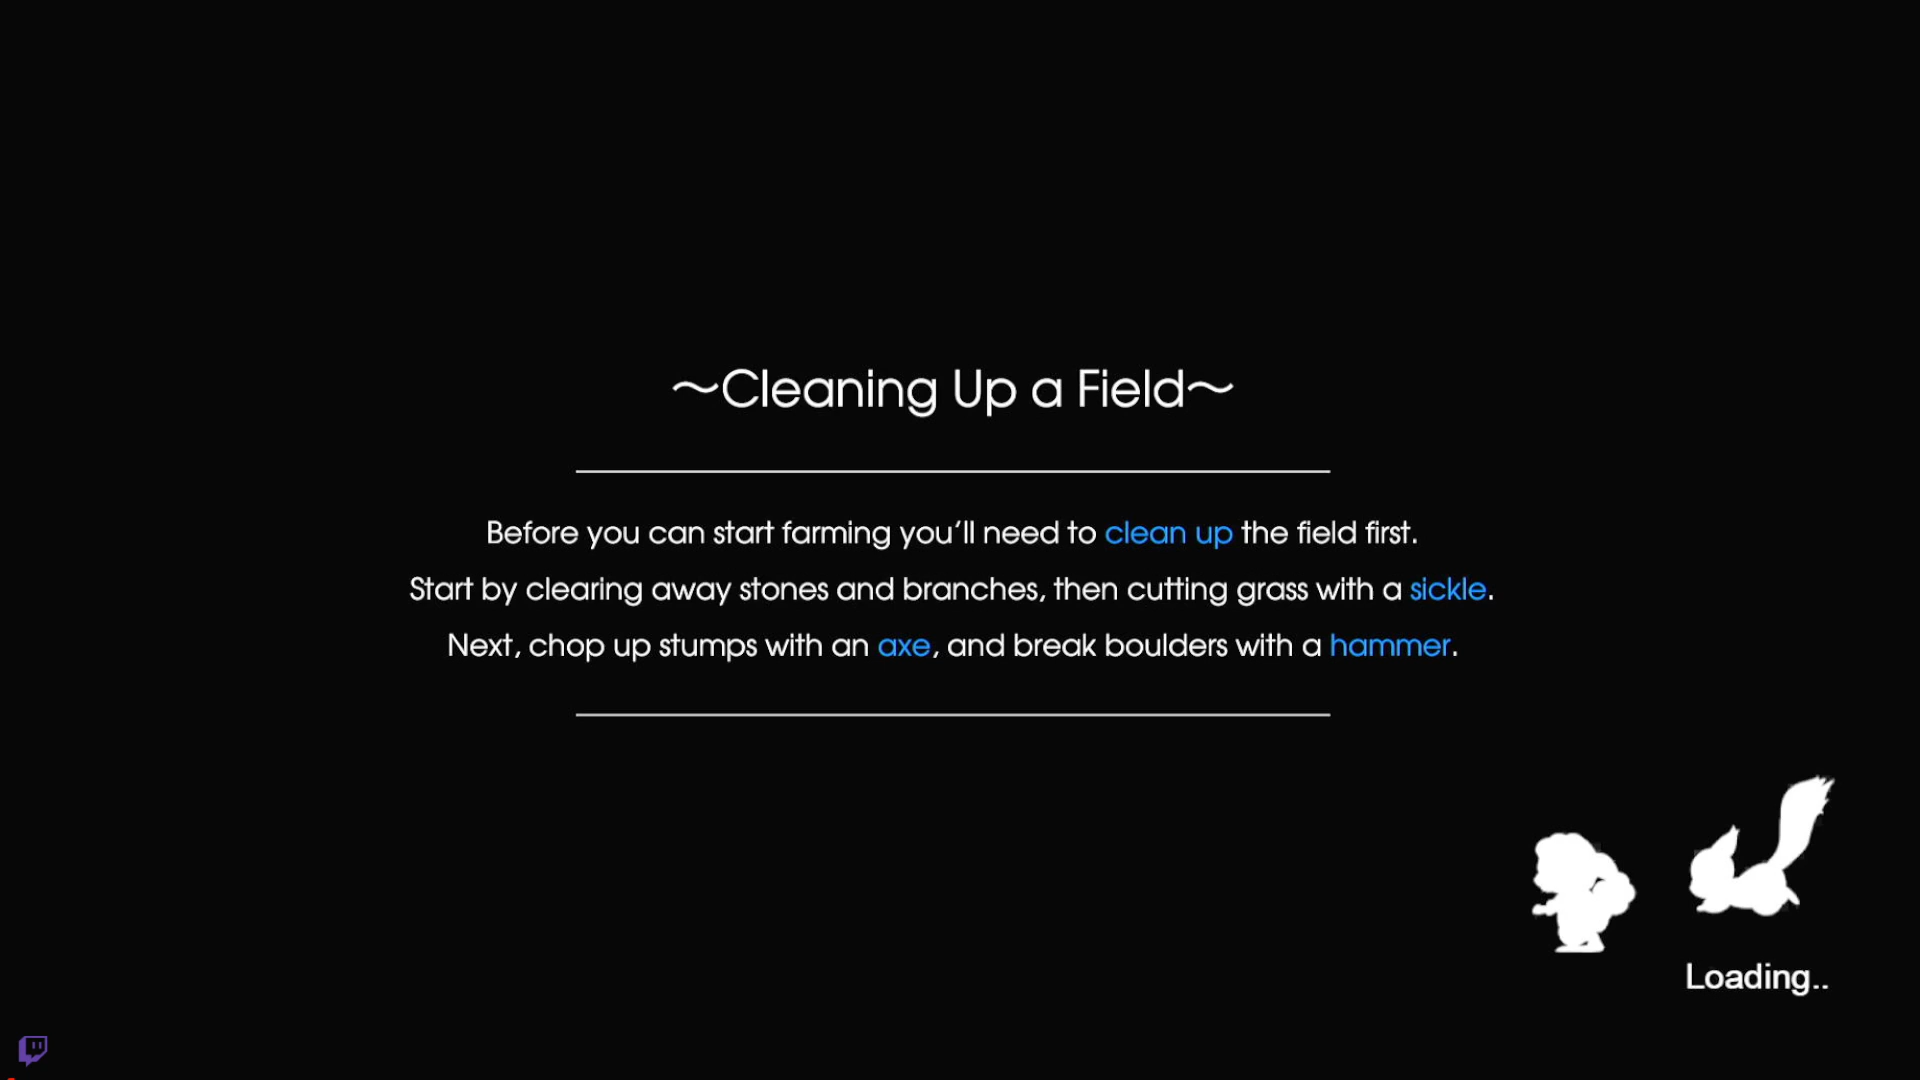 ～Cleaning Up a Field～
Before you can start farming you'll need to clean up the field first.
Start by clearing away stones and branches, then cutting grass with a sickle.
Next, chop up stumps with an axe, and break boulders with a hammer.
Loading..